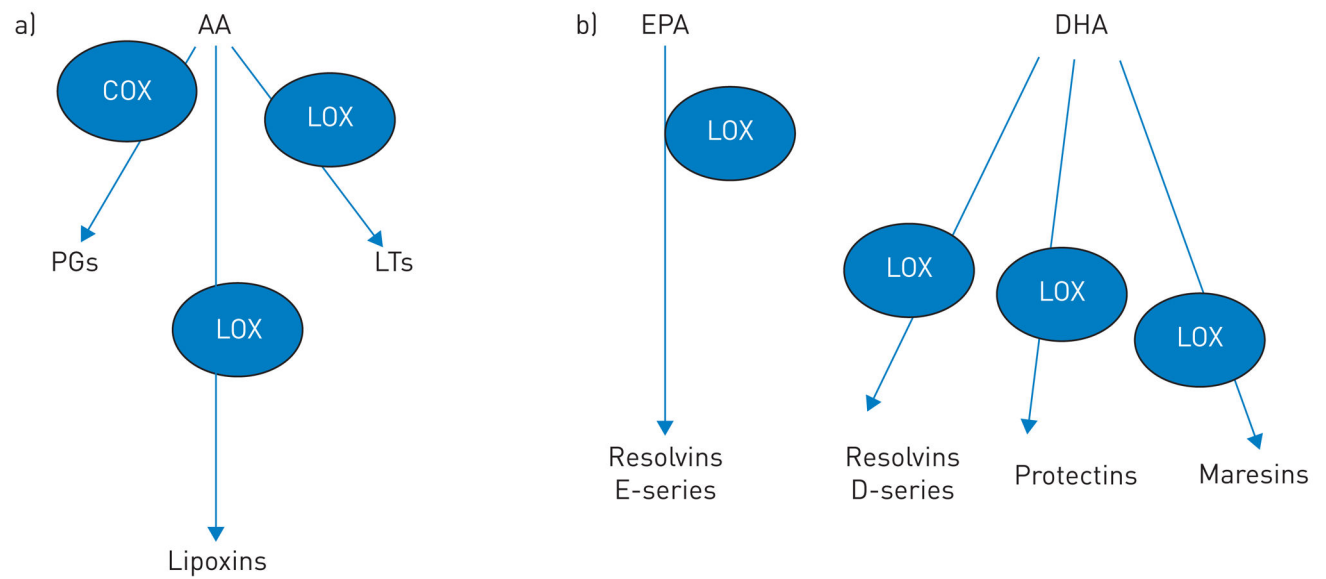 a)
AA
COX
LOX
PGs
LTs
LOX
Lipoxins
b)
EPA
DHA
LOX
LOX
LOX
LOX
Resolvins
E-series
Resolvins
D-series
Protectins
Maresins